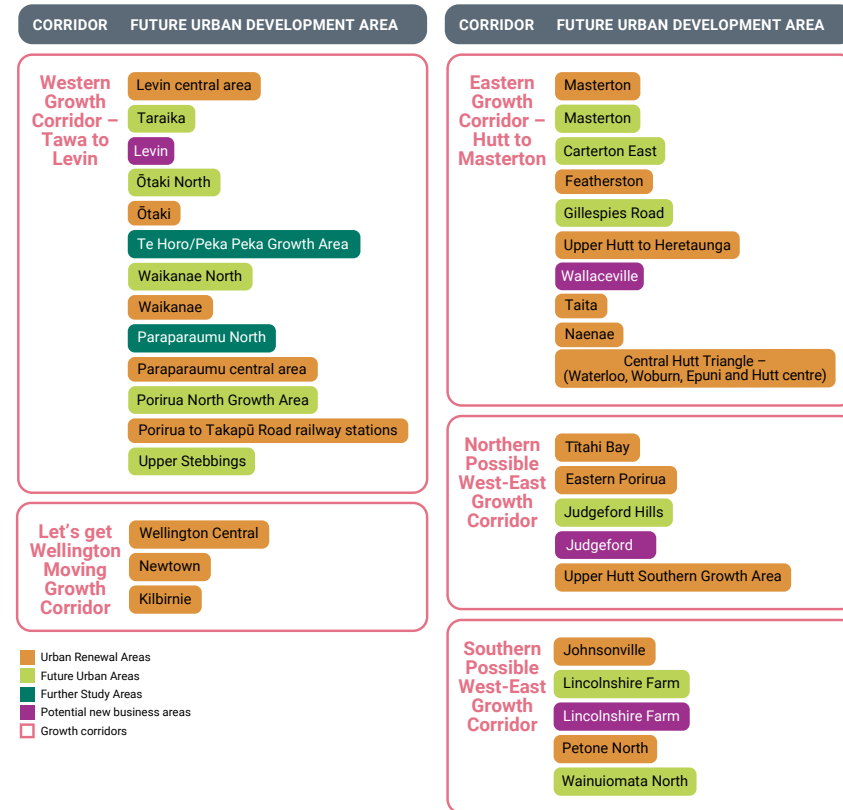 CORRIDOR FUTURE URBAN DEVELOPMENT AREA
Western
Growth
Corridor –
Tawa to
Levin
Levin central area
Taraika
Levin
Ōtaki North
Ōtaki
Te Horo/Peka Peka Growth Area
Waikanae North
Waikanae
Paraparaumu North
Paraparaumu central area
Porirua North Growth Area
Porirua to Takapū Road railway stations
Upper Stebbings
Let’s get
Wellington
Moving
Growth
Corridor
Wellington Central
Newtown
Kilbirnie
Urban Renewal Areas
Future Urban Areas
Further Study Areas
Potential new business areas
Growth corridors
CORRIDOR FUTURE URBAN DEVELOPMENT AREA
Eastern
Growth
Corridor –
Hutt to
Masterton
Masterton
Masterton
Carterton East
Featherston
Gillespies Road
Upper Hutt to Heretaunga
Wallaceville
Taita
Naenae
Central Hutt Triangle –
(Waterloo, Woburn, Epuni and Hutt centre)
Northern
Possible
West-East
Growth
Corridor
Tītahi Bay
Eastern Porirua
Judgeford Hills
Judgeford
Upper Hutt Southern Growth Area
Southern
Possible
West-East
Growth
Corridor
Johnsonville
Lincolnshire Farm
Lincolnshire Farm
Petone North
Wainuiomata North